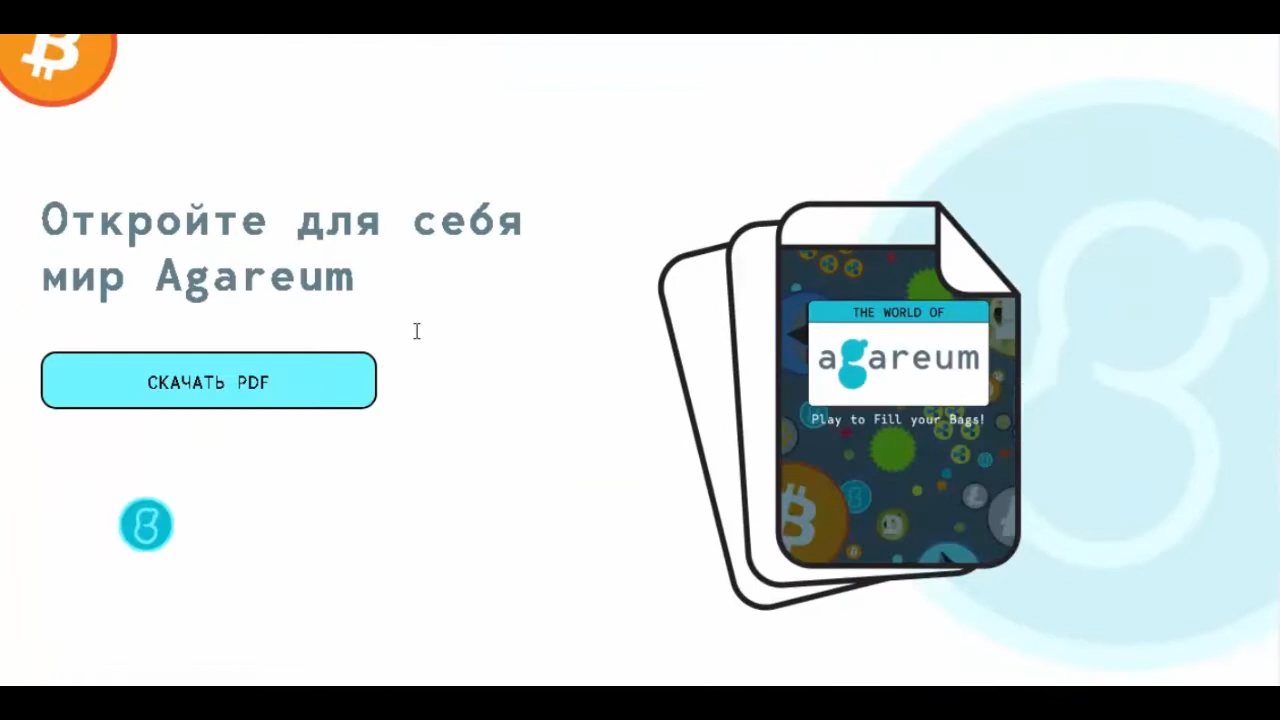 Откройте для себя
мир Agareum
СКАЧАТЬ PDF
THE WORLD OF
agareum
Play to Fill your Bags!